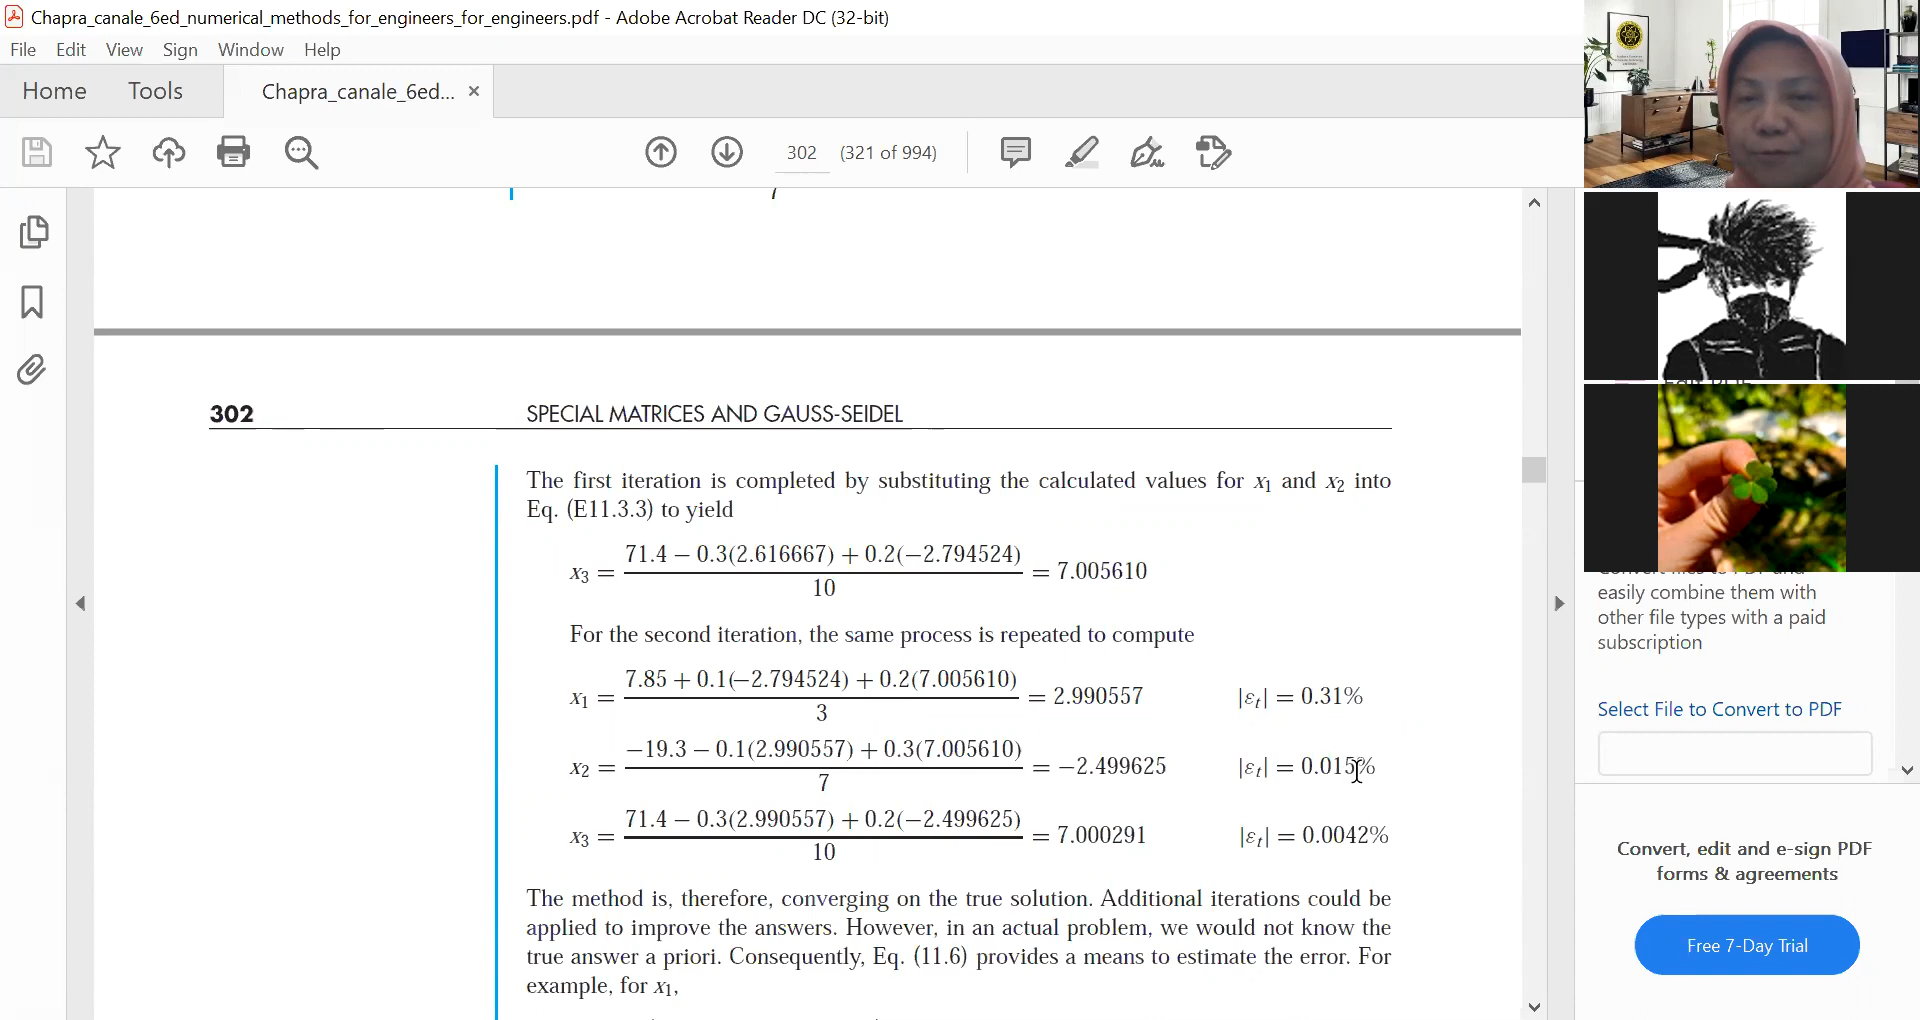 Chapra_canale_6ed_numerical_methods_for_engineers_for_engineers.pdf - Adobe Acrobat Reader DC (32-bit)
File Edit View Sign Window Help
Home Tools Chapra_canale_6ed... ×
302 (321 of 994)
302 SPECIAL MATRICES AND GAUSS-SEIDEL
The first iteration is completed by substituting the calculated values for x₁ and x₂ into
Eq. (E11.3.3) to yield
x₃ = (71.4 − 0.3(2.616667) + 0.2(−2.794524)) / 10 = 7.005610
For the second iteration, the same process is repeated to compute
x₁ = (7.85 + 0.1(−2.794524) + 0.2(7.005610)) / 3 = 2.990557 |εₜ| = 0.31%
x₂ = (−19.3 − 0.1(2.990557) + 0.3(7.005610)) / 7 = −2.499625 |εₜ| = 0.015%
x₃ = (71.4 − 0.3(2.990557) + 0.2(−2.499625)) / 10 = 7.000291 |εₜ| = 0.0042%
The method is, therefore, converging on the true solution. Additional iterations could be
applied to improve the answers. However, in an actual problem, we would not know the
true answer a priori. Consequently, Eq. (11.6) provides a means to estimate the error. For
example, for x₁,
easily combine them with
other file types with a paid
subscription
Select File to Convert to PDF
Convert, edit and e-sign PDF
forms & agreements
Free 7-Day Trial